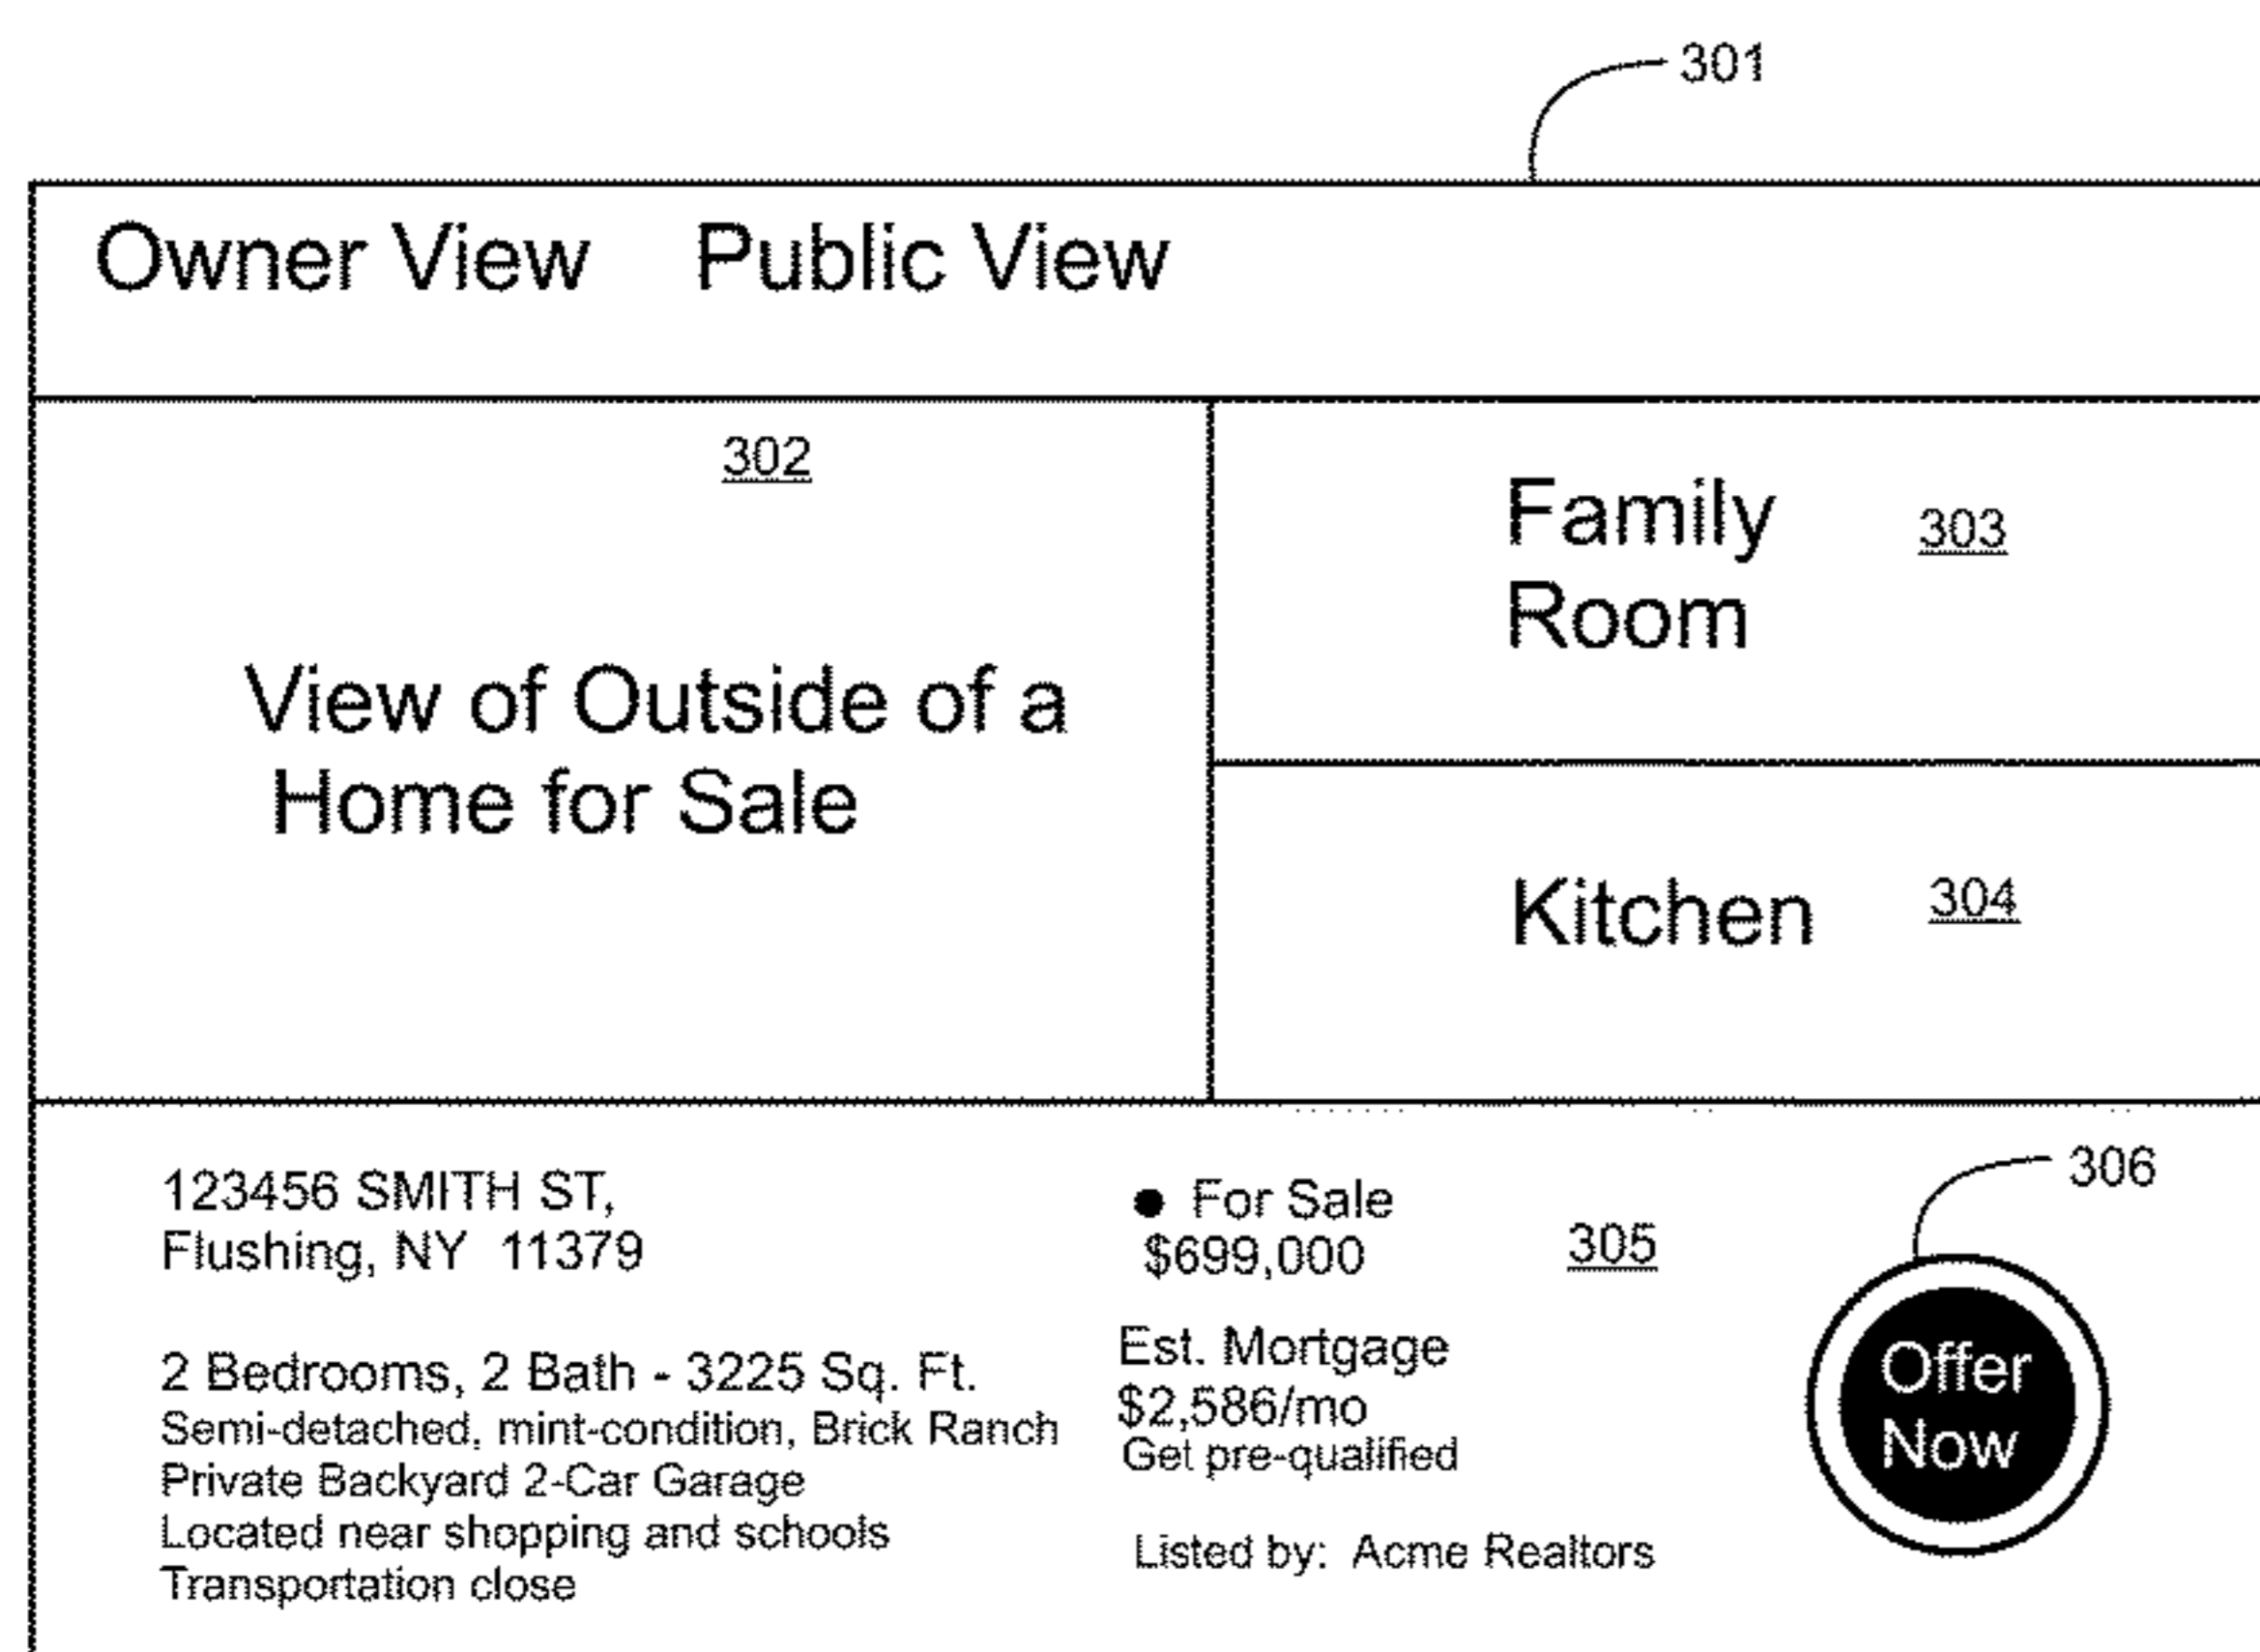 301
Owner View Public View
302
View of Outside of a
Home for Sale
Family
Room
303
Kitchen
304
123456 SMITH ST,
Flushing, NY 11379
2 Bedrooms, 2 Bath - 3225 Sq. Ft.
Semi-detached, mint-condition, Brick Ranch
Private Backyard 2-Car Garage
Located near shopping and schools
Transportation close
● For Sale
$699,000
305
Est. Mortgage
$2,586/mo
Get pre-qualified
Listed by: Acme Realtors
306
Offer
Now